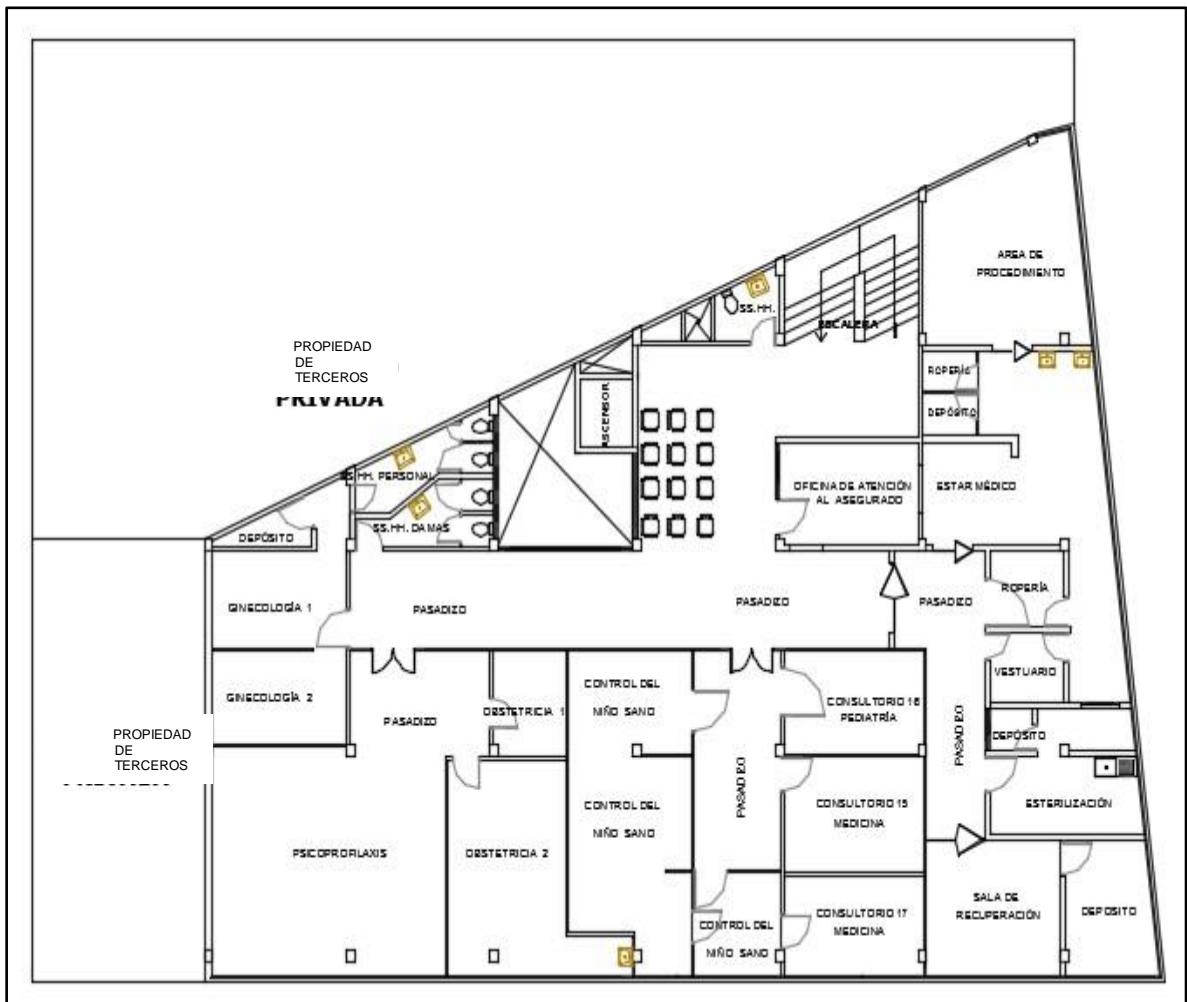 AREA DE
PROCEDIMIENTO
SS.HH.
ESCALERA
PROPIEDAD
DE
TERCEROS
PRIVADA
ROPERÍA
DEPÓSITO
ASCENSOR
SS.HH. PERSONAL
SS.HH. DAMAS
OFICINA DE ATENCIÓN
AL ASEGURADO
ESTAR MÉDICO
DEPÓSITO
GINECOLOGÍA 1
PASADIZO
PASADIZO
PASADIZO
ROPERÍA
VESTUARIO
GINECOLOGÍA 2
PASADIZO
OBSTETRICIA 1
CONTROL DEL
NIÑO SANO
CONSULTORIO 16
PEDIATRÍA
PASADIZO
DEPÓSITO
PROPIEDAD
DE
TERCEROS
PASADIZO
CONTROL DEL
NIÑO SANO
CONSULTORIO 15
MEDICINA
ESTERILIZACIÓN
PSICOPROFILAXIS
OBSTETRICIA 2
CONTROL DEL
NIÑO SANO
CONSULTORIO 17
MEDICINA
SALA DE
RECUPERACIÓN
DEPOSITO